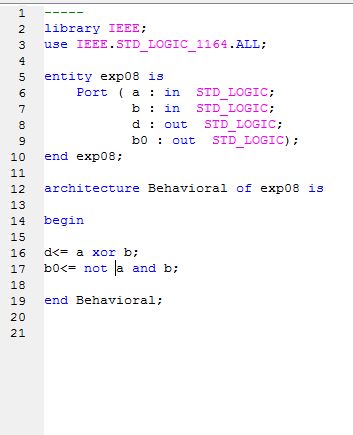 1 -----
2 library IEEE;
3 use IEEE.STD_LOGIC_1164.ALL;
4
5 entity exp08 is
6     Port ( a : in  STD_LOGIC;
7            b : in  STD_LOGIC;
8            d : out  STD_LOGIC;
9            b0 : out  STD_LOGIC);
10 end exp08;
11
12 architecture Behavioral of exp08 is
13
14 begin
15
16 d<= a xor b;
17 b0<= not a and b;
18
19 end Behavioral;
20
21